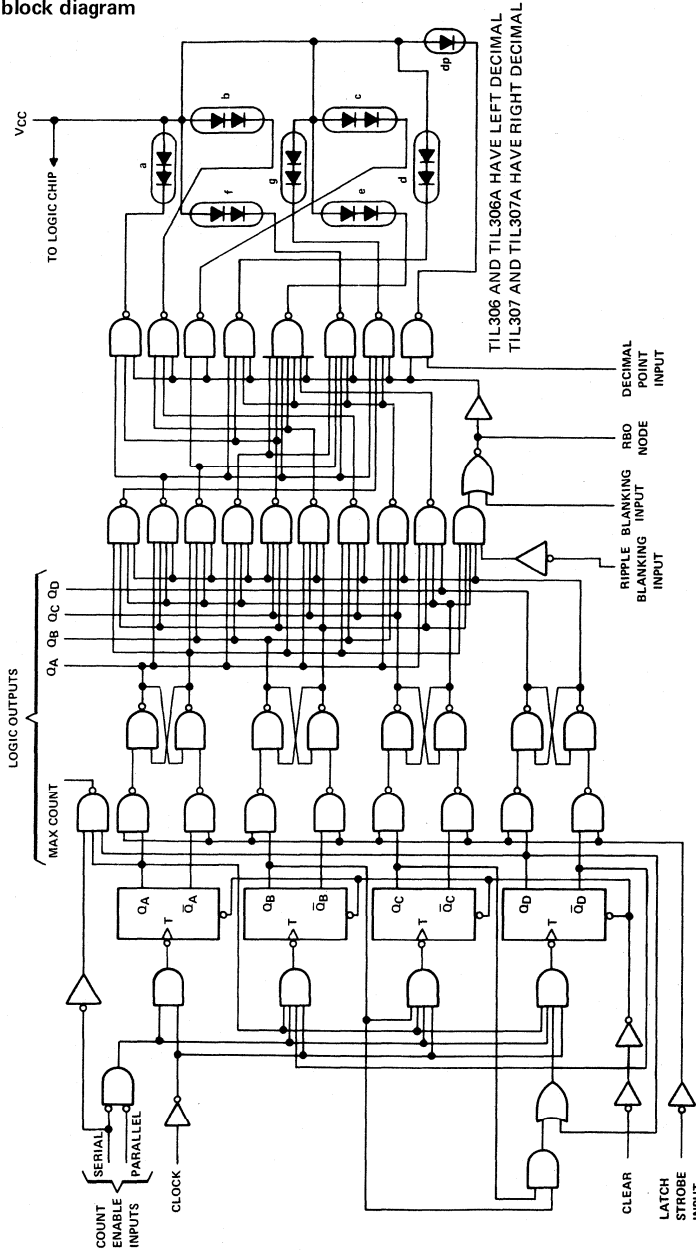 block diagram
VCC
TO LOGIC CHIP
a
b
f
g
c
e
d
dp
TIL306 AND TIL306A HAVE LEFT DECIMAL
TIL307 AND TIL307A HAVE RIGHT DECIMAL
DECIMAL
POINT
INPUT
RBO
NODE
BLANKING
INPUT
RIPPLE
BLANKING
INPUT
LOGIC OUTPUTS
QA
QB
QC
QD
MAX COUNT
QA
T
Q̅A
QB
T
Q̅B
QC
T
Q̅C
QD
T
Q̅D
SERIAL
PARALLEL
COUNT
ENABLE
INPUTS
CLOCK
CLEAR
LATCH
STROBE
INPUT